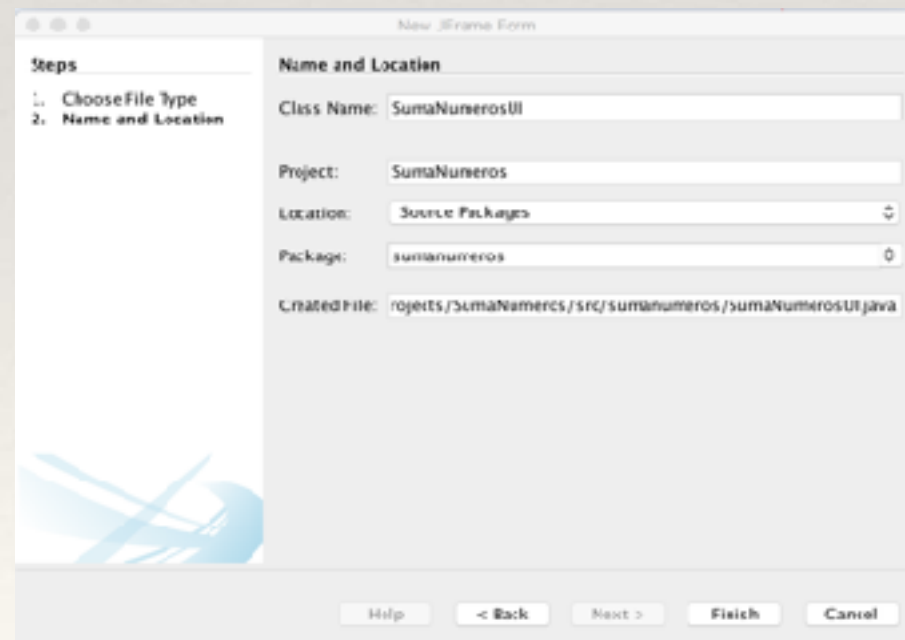 New JFrame Form
Steps
1. Choose File Type
2. Name and Location
Name and Location
Class Name: SumaNumerosUI
Project: SumaNumeros
Location: Source Packages
Package: sumanumeros
Created File: rojects/SumaNumeros/src/sumanumeros/SumaNumerosUI.java
Help
< Back
Next >
Finish
Cancel